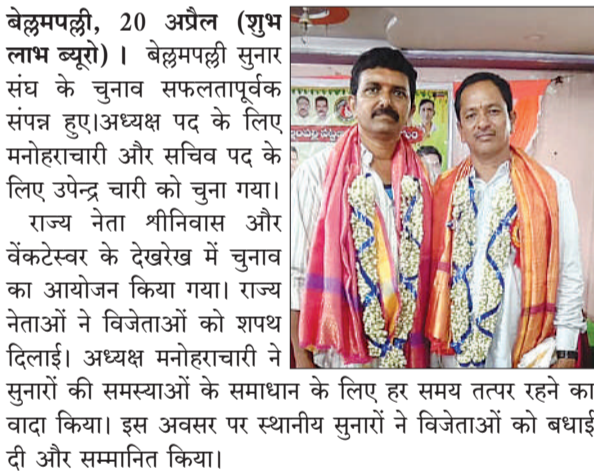 बेल्लमपल्ली, 20 अप्रैल (शुभ
लाभ ब्यूरो) । बेल्लमपल्ली सुनार
संघ के चुनाव सफलतापूर्वक
संपन्न हुए।अध्यक्ष पद के लिए
मनोहराचारी और सचिव पद के
लिए उपेन्द्र चारी को चुना गया।
राज्य नेता श्रीनिवास और
वेंकटेस्वर के देखरेख में चुनाव
का आयोजन किया गया। राज्य
नेताओं ने विजेताओं को शपथ
दिलाई। अध्यक्ष मनोहराचारी ने
सुनारों की समस्याओं के समाधान के लिए हर समय तत्पर रहने का
वादा किया। इस अवसर पर स्थानीय सुनारों ने विजेताओं को बधाई
दी और सम्मानित किया।